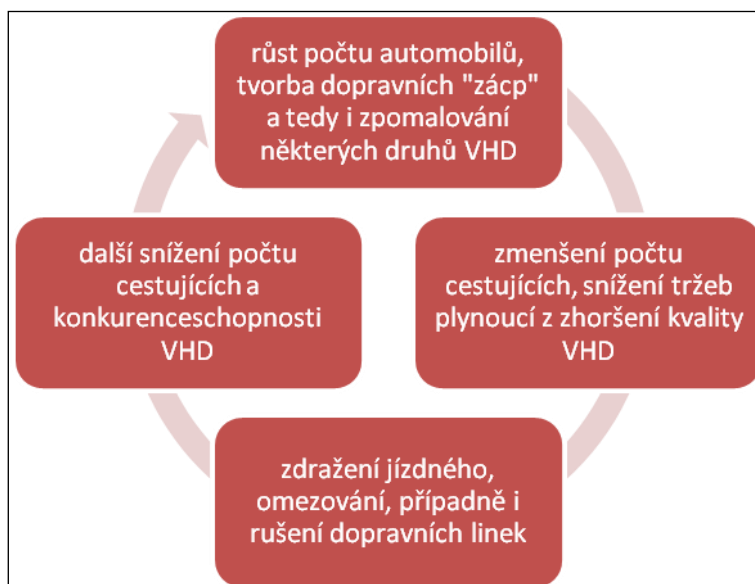 růst počtu automobilů,
tvorba dopravních "zácp"
a tedy i zpomalování
některých druhů VHD
zmenšení počtu
cestujících, snížení tržeb
plynoucí z zhoršení kvality
VHD
zdražení jízdného,
omezování, případně i
rušení dopravních linek
další snížení počtu
cestujících a
konkurenceschopnosti
VHD